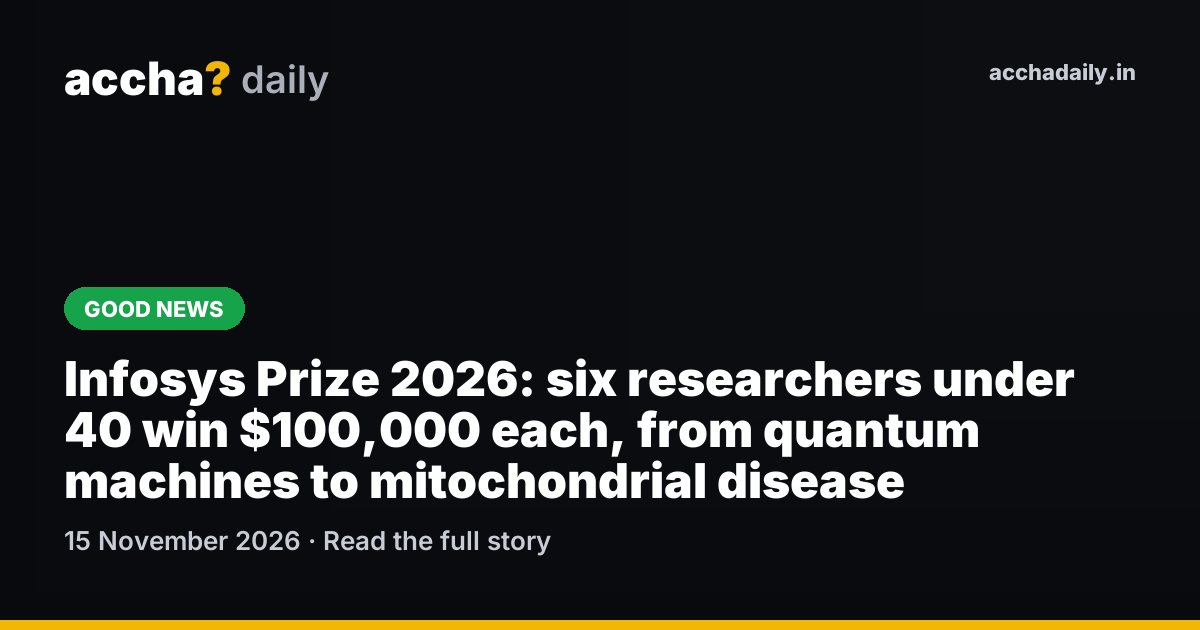 accha? daily
acchadaily.in
GOOD NEWS
Infosys Prize 2026: six researchers under
40 win $100,000 each, from quantum
machines to mitochondrial disease
15 November 2026 · Read the full story